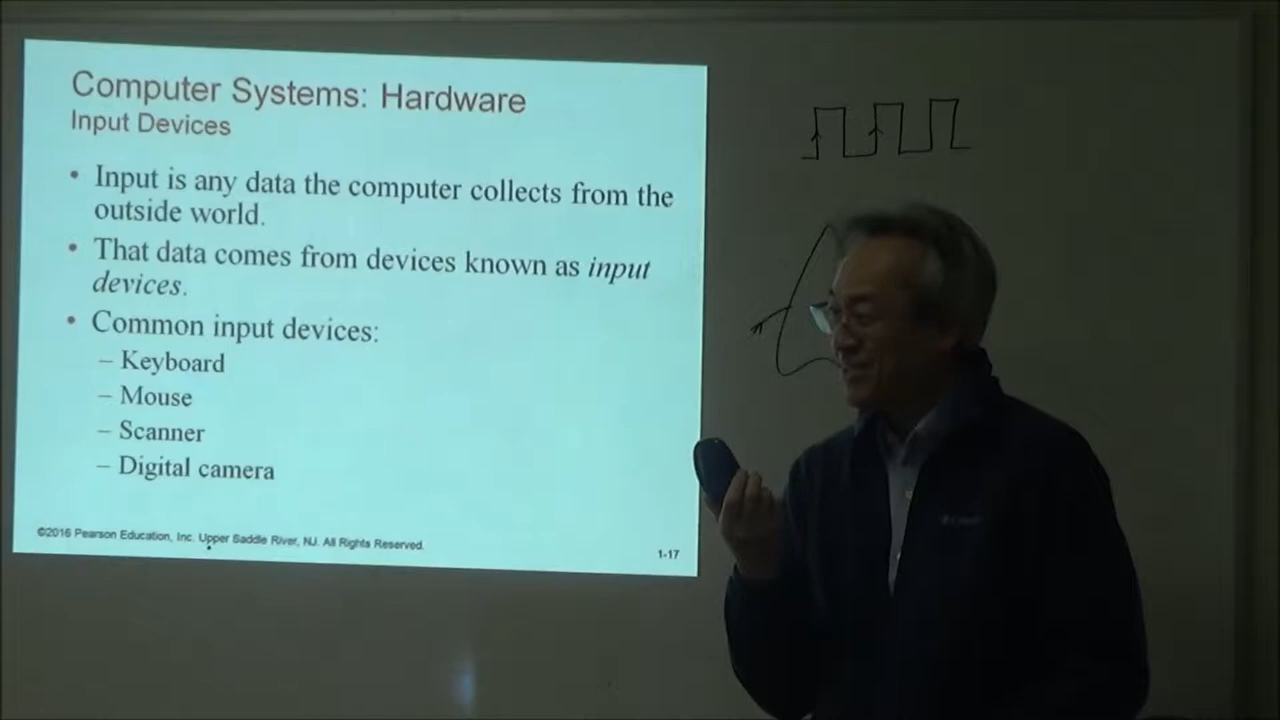 Computer Systems: Hardware
Input Devices
• Input is any data the computer collects from the
outside world.
• That data comes from devices known as input
devices.
• Common input devices:
– Keyboard
– Mouse
– Scanner
– Digital camera
©2016 Pearson Education, Inc. Upper Saddle River, NJ. All Rights Reserved.
1-17